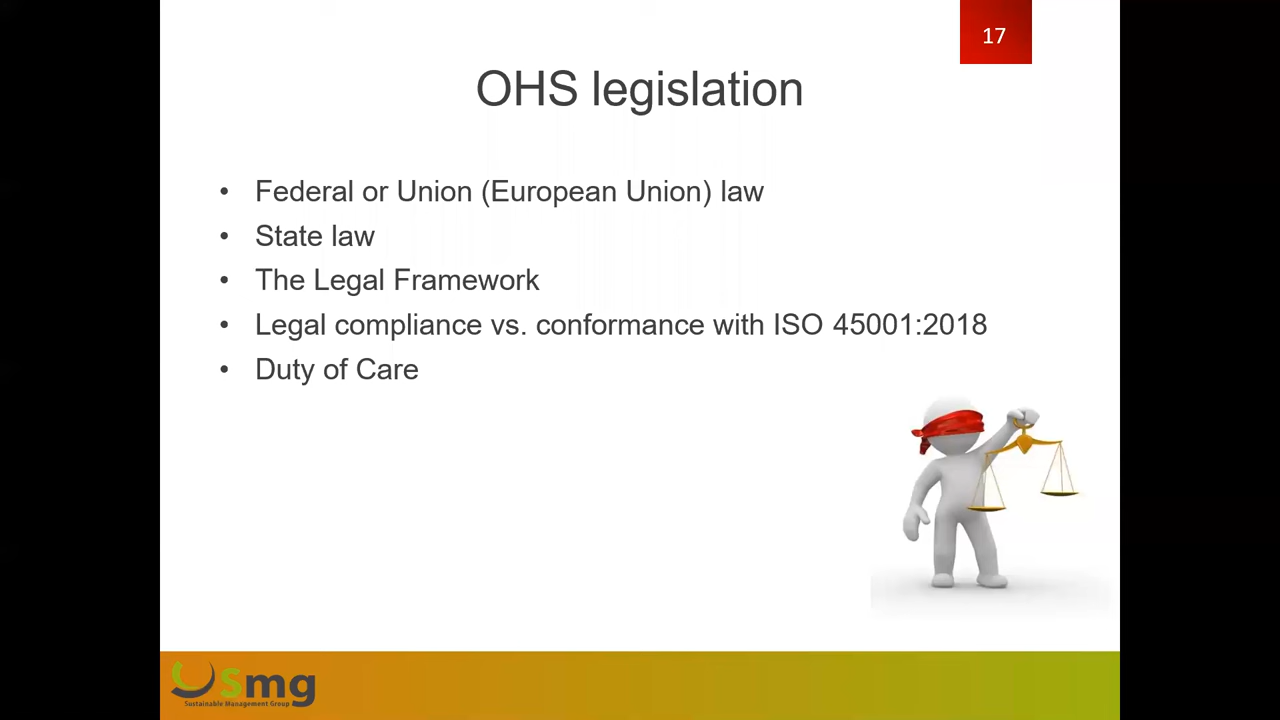 17
OHS legislation
• Federal or Union (European Union) law
• State law
• The Legal Framework
• Legal compliance vs. conformance with ISO 45001:2018
• Duty of Care
Smg
Sustainable Management Group